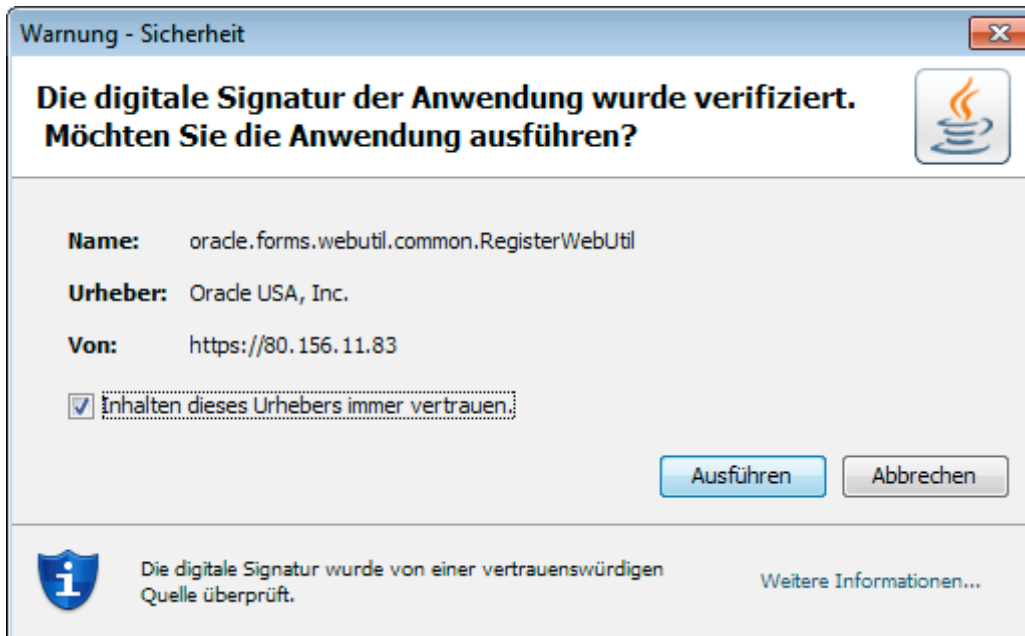 Warnung - Sicherheit
Die digitale Signatur der Anwendung wurde verifiziert.
Möchten Sie die Anwendung ausführen?
Name: oracle.forms.webutil.common.RegisterWebUtil
Urheber: Oracle USA, Inc.
Von: https://80.156.11.83
Inhalten dieses Urhebers immer vertrauen.
Ausführen Abbrechen
Die digitale Signatur wurde von einer vertrauenswürdigen
Quelle überprüft.
Weitere Informationen...